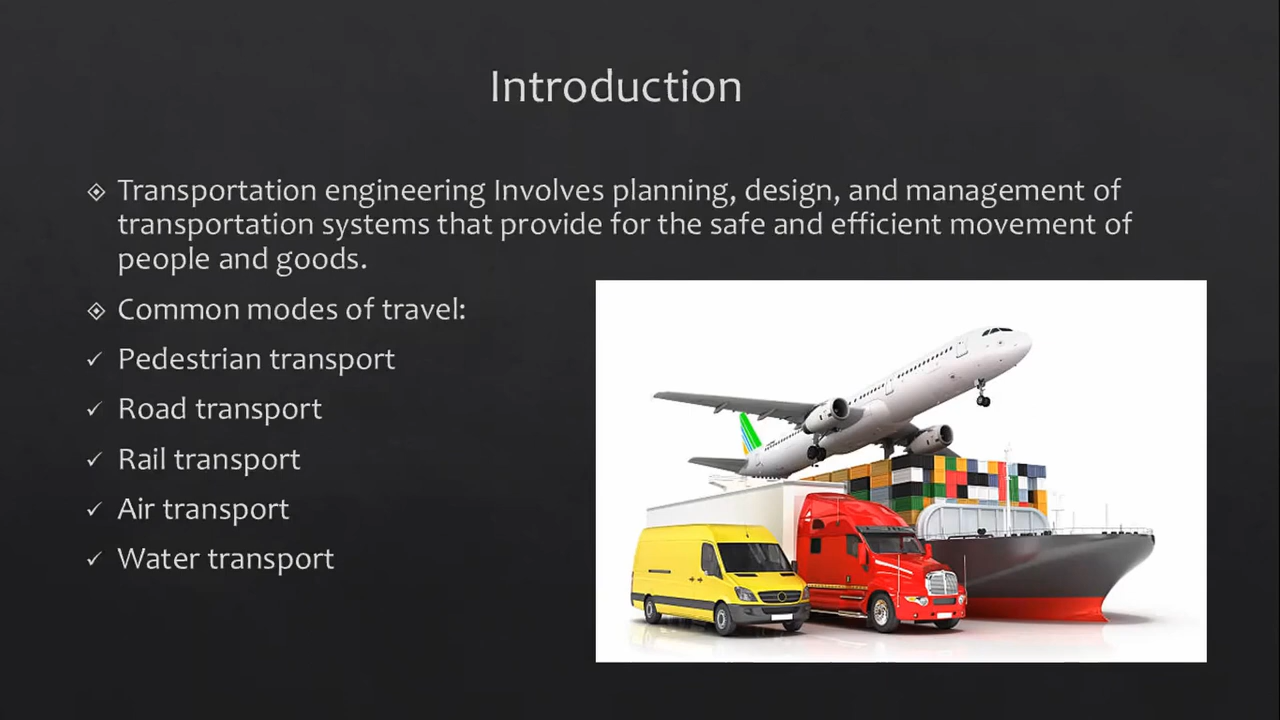 Introduction
Transportation engineering Involves planning, design, and management of
transportation systems that provide for the safe and efficient movement of
people and goods.
Common modes of travel:
Pedestrian transport
Road transport
Rail transport
Air transport
Water transport